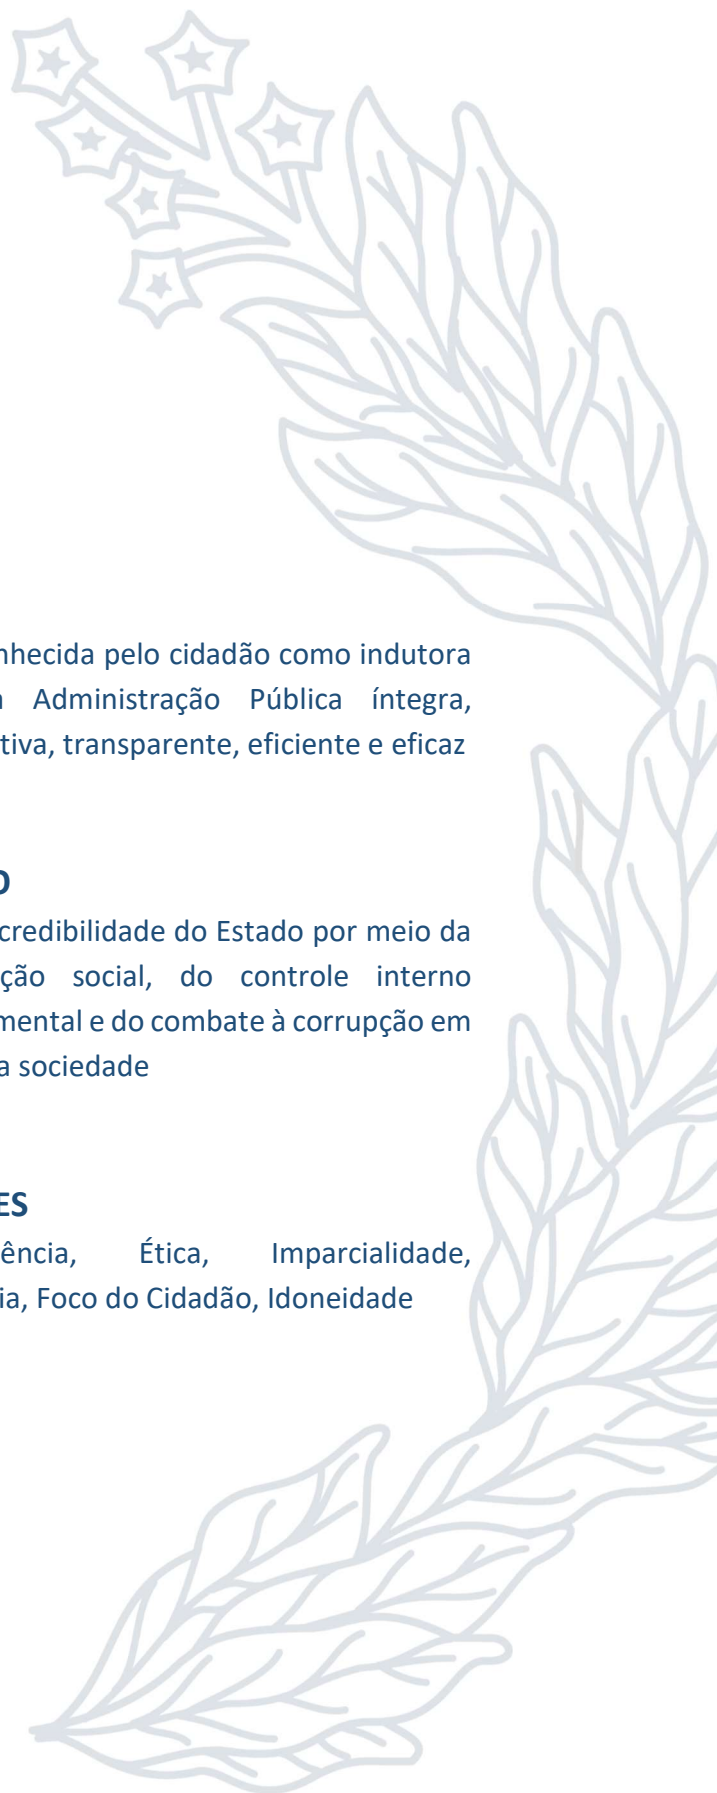 nhecida pelo cidadão como indutora
Administração Pública íntegra,
tiva, transparente, eficiente e eficaz
O
credibilidade do Estado por meio da
ção social, do controle interno
mental e do combate à corrupção em
a sociedade
ES
ência, Ética, Imparcialidade,
ia, Foco do Cidadão, Idoneidade